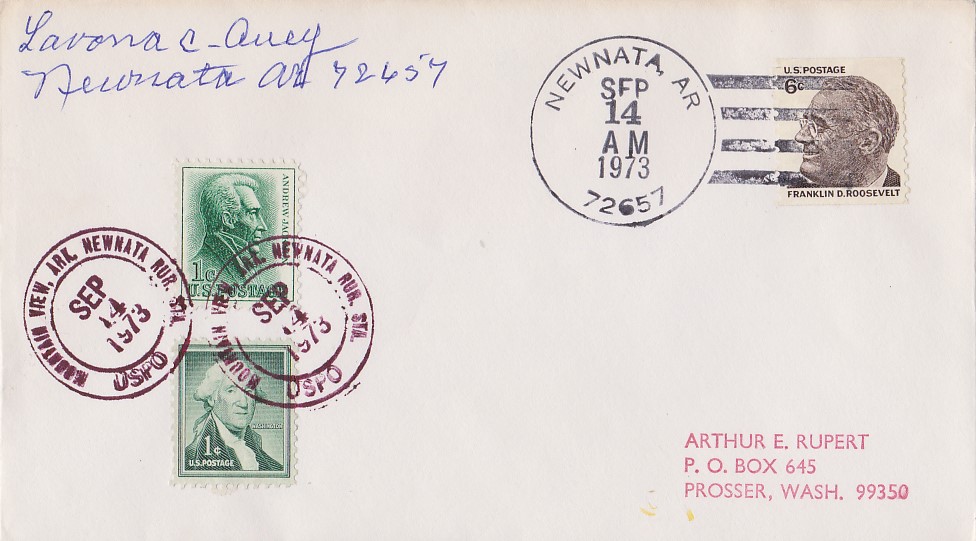 Lavona C. Avey
Newnata AR 72657
NEWNATA, AR
SEP
14
AM
1973
72657
U.S. POSTAGE
6c
FRANKLIN D. ROOSEVELT
ANDREW JAC
1c
U.S. POSTAGE
MOUNTAIN VIEW, ARK. NEWNATA RUR. STA.
SEP
14
1973
USPO
MOUNTAIN VIEW, ARK. NEWNATA RUR. STA.
SEP
14
1973
USPO
WASHINGTON
1¢
U.S. POSTAGE
ARTHUR E. RUPERT
P. O. BOX 645
PROSSER, WASH. 99350